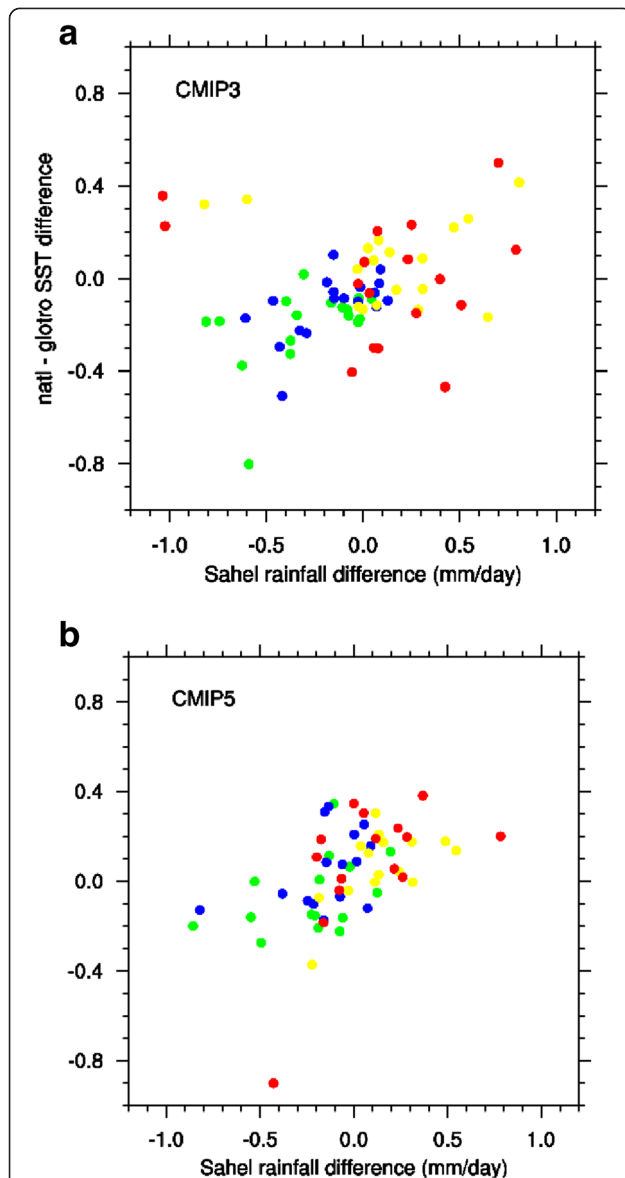 a
CMIP3
0.8
0.4
0.0
-0.4
-0.8
natl - glotro SST difference
-1.0 -0.5 0.0 0.5 1.0
Sahel rainfall difference (mm/day)
b
CMIP5
0.8
0.4
0.0
-0.4
-0.8
-1.0 -0.5 0.0 0.5 1.0
Sahel rainfall difference (mm/day)